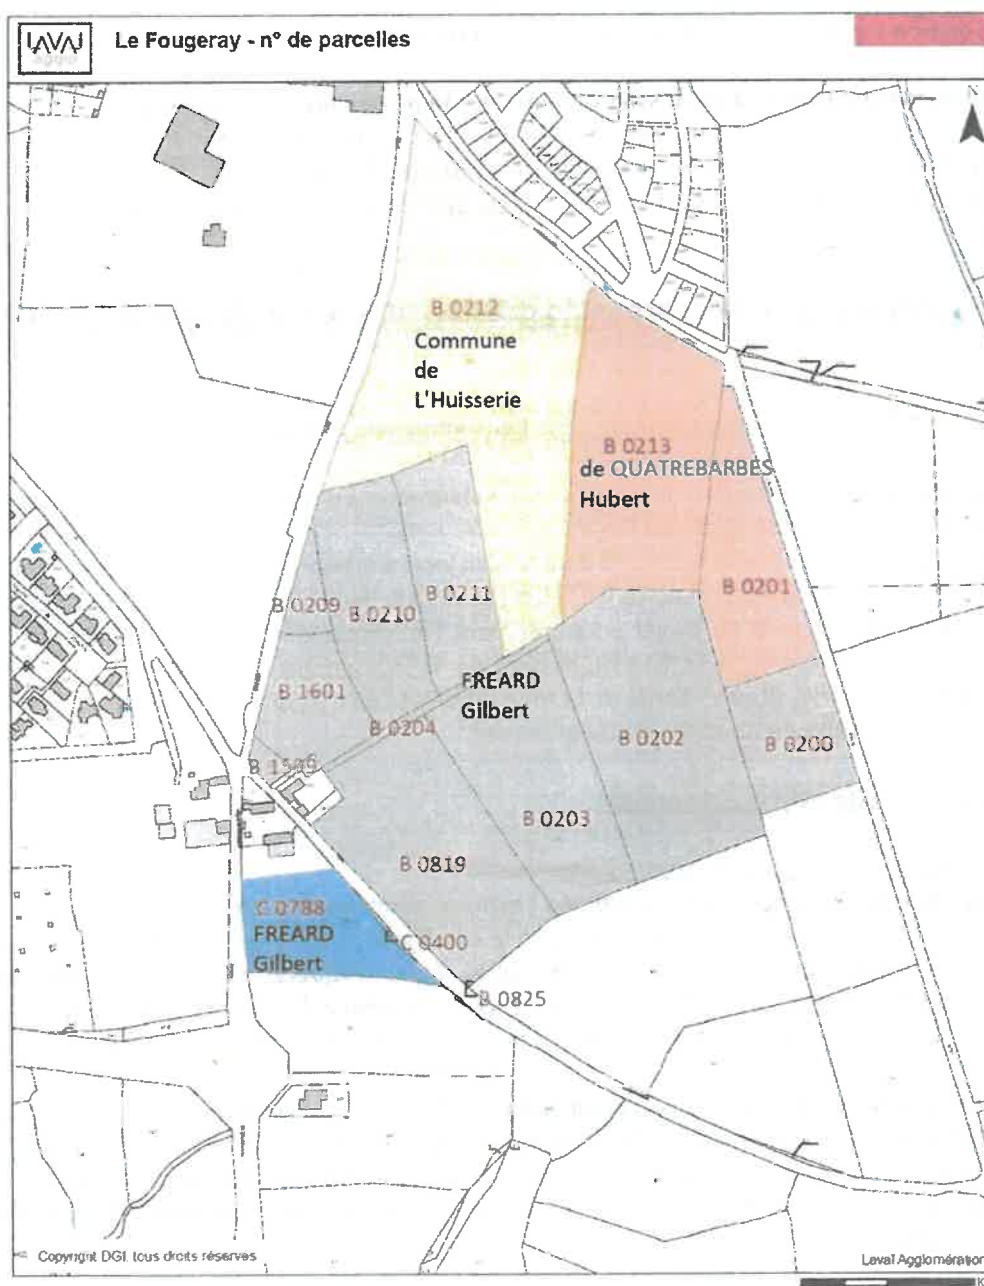 LAVAL
agglo
Le Fougeray - n° de parcelles
N
B 0212
Commune
de
L'Huisserie
B 0213
de QUATREBARBES
Hubert
B 0201
B 0209
B 0210
B 0211
B 1601
FREARD
Gilbert
B 0204
B 0202
B 0200
B 0203
B 0819
C 0788
FREARD
Gilbert
C 0400
B 0825
Copyright DGI, tous droits réservés
Laval Agglomération